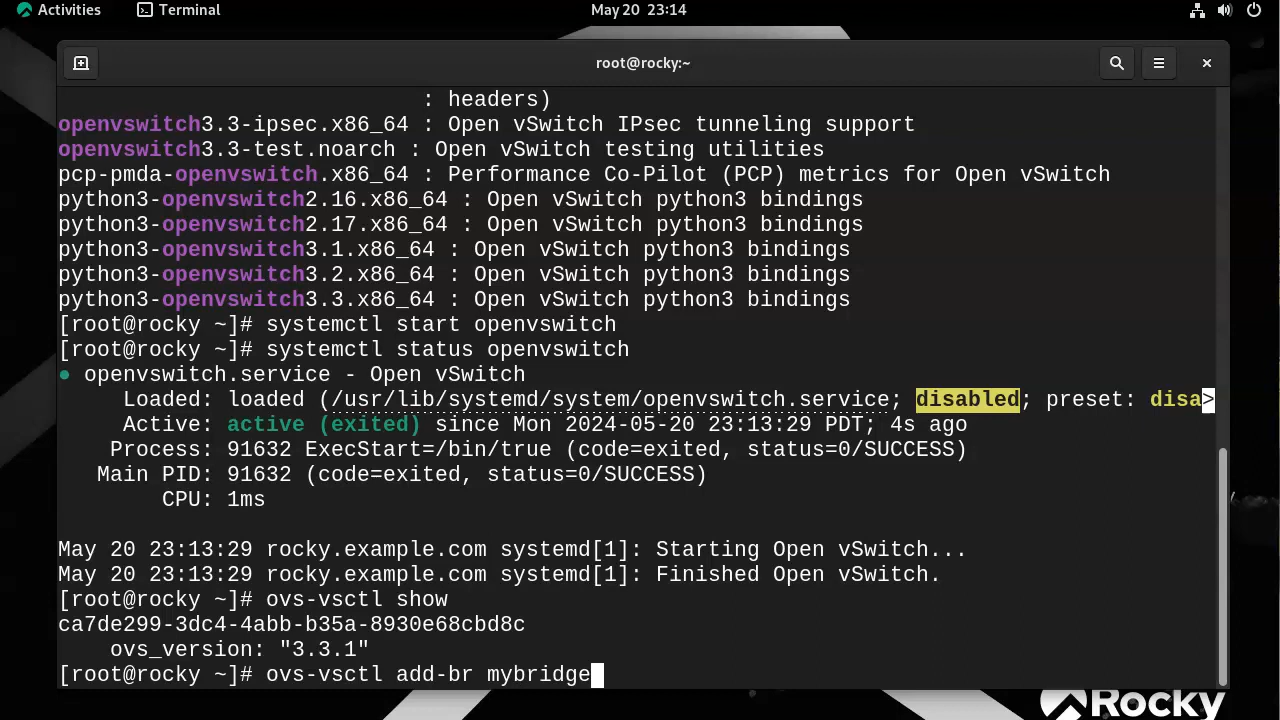 Activities
Terminal
May 20 23:14
root@rocky:~
: headers)
openvswitch3.3-ipsec.x86_64 : Open vSwitch IPsec tunneling support
openvswitch3.3-test.noarch : Open vSwitch testing utilities
pcp-pmda-openvswitch.x86_64 : Performance Co-Pilot (PCP) metrics for Open vSwitch
python3-openvswitch2.16.x86_64 : Open vSwitch python3 bindings
python3-openvswitch2.17.x86_64 : Open vSwitch python3 bindings
python3-openvswitch3.1.x86_64 : Open vSwitch python3 bindings
python3-openvswitch3.2.x86_64 : Open vSwitch python3 bindings
python3-openvswitch3.3.x86_64 : Open vSwitch python3 bindings
[root@rocky ~]# systemctl start openvswitch
[root@rocky ~]# systemctl status openvswitch
● openvswitch.service - Open vSwitch
Loaded: loaded (/usr/lib/systemd/system/openvswitch.service; disabled; preset: disa>
Active: active (exited) since Mon 2024-05-20 23:13:29 PDT; 4s ago
Process: 91632 ExecStart=/bin/true (code=exited, status=0/SUCCESS)
Main PID: 91632 (code=exited, status=0/SUCCESS)
CPU: 1ms
May 20 23:13:29 rocky.example.com systemd[1]: Starting Open vSwitch...
May 20 23:13:29 rocky.example.com systemd[1]: Finished Open vSwitch.
[root@rocky ~]# ovs-vsctl show
ca7de299-3dc4-4abb-b35a-8930e68cbd8c
ovs_version: "3.3.1"
[root@rocky ~]# ovs-vsctl add-br mybridge
Rocky